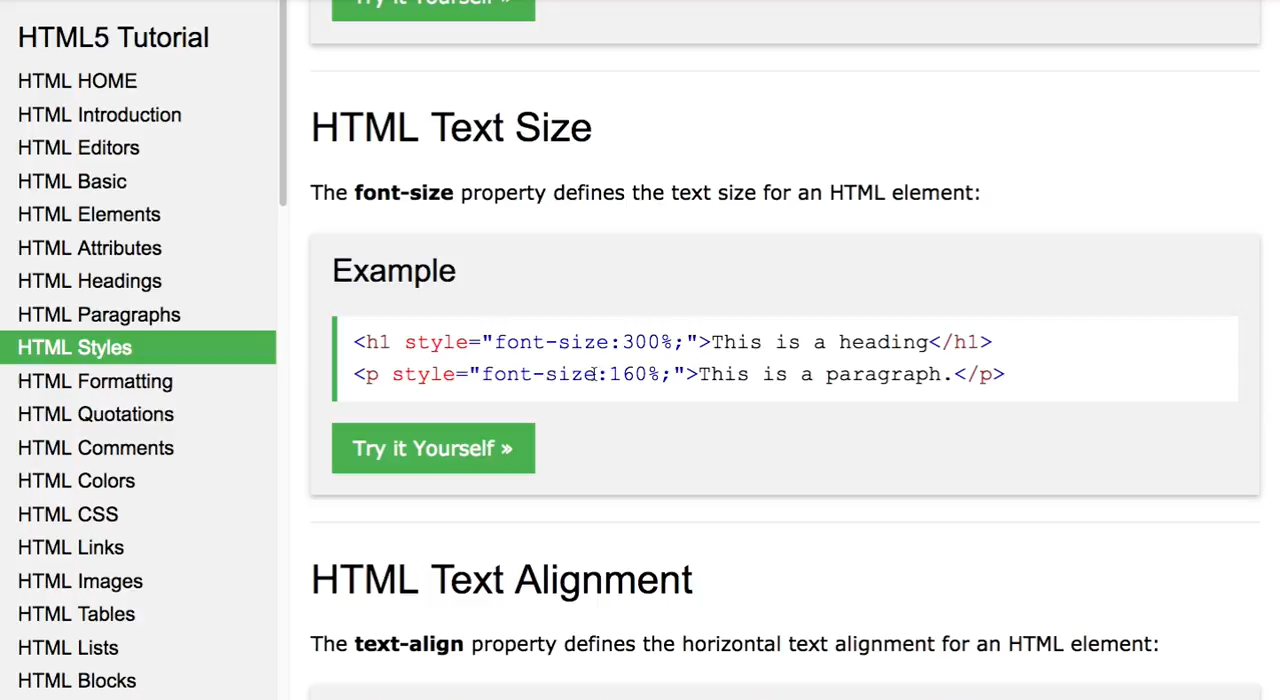 HTML5 Tutorial
HTML HOME
HTML Introduction
HTML Editors
HTML Basic
HTML Elements
HTML Attributes
HTML Headings
HTML Paragraphs
HTML Styles
HTML Formatting
HTML Quotations
HTML Comments
HTML Colors
HTML CSS
HTML Links
HTML Images
HTML Tables
HTML Lists
HTML Blocks
Try it Yourself »
HTML Text Size
The font-size property defines the text size for an HTML element:
Example
<h1 style="font-size:300%;">This is a heading</h1>
<p style="font-size:160%;">This is a paragraph.</p>
Try it Yourself »
HTML Text Alignment
The text-align property defines the horizontal text alignment for an HTML element: